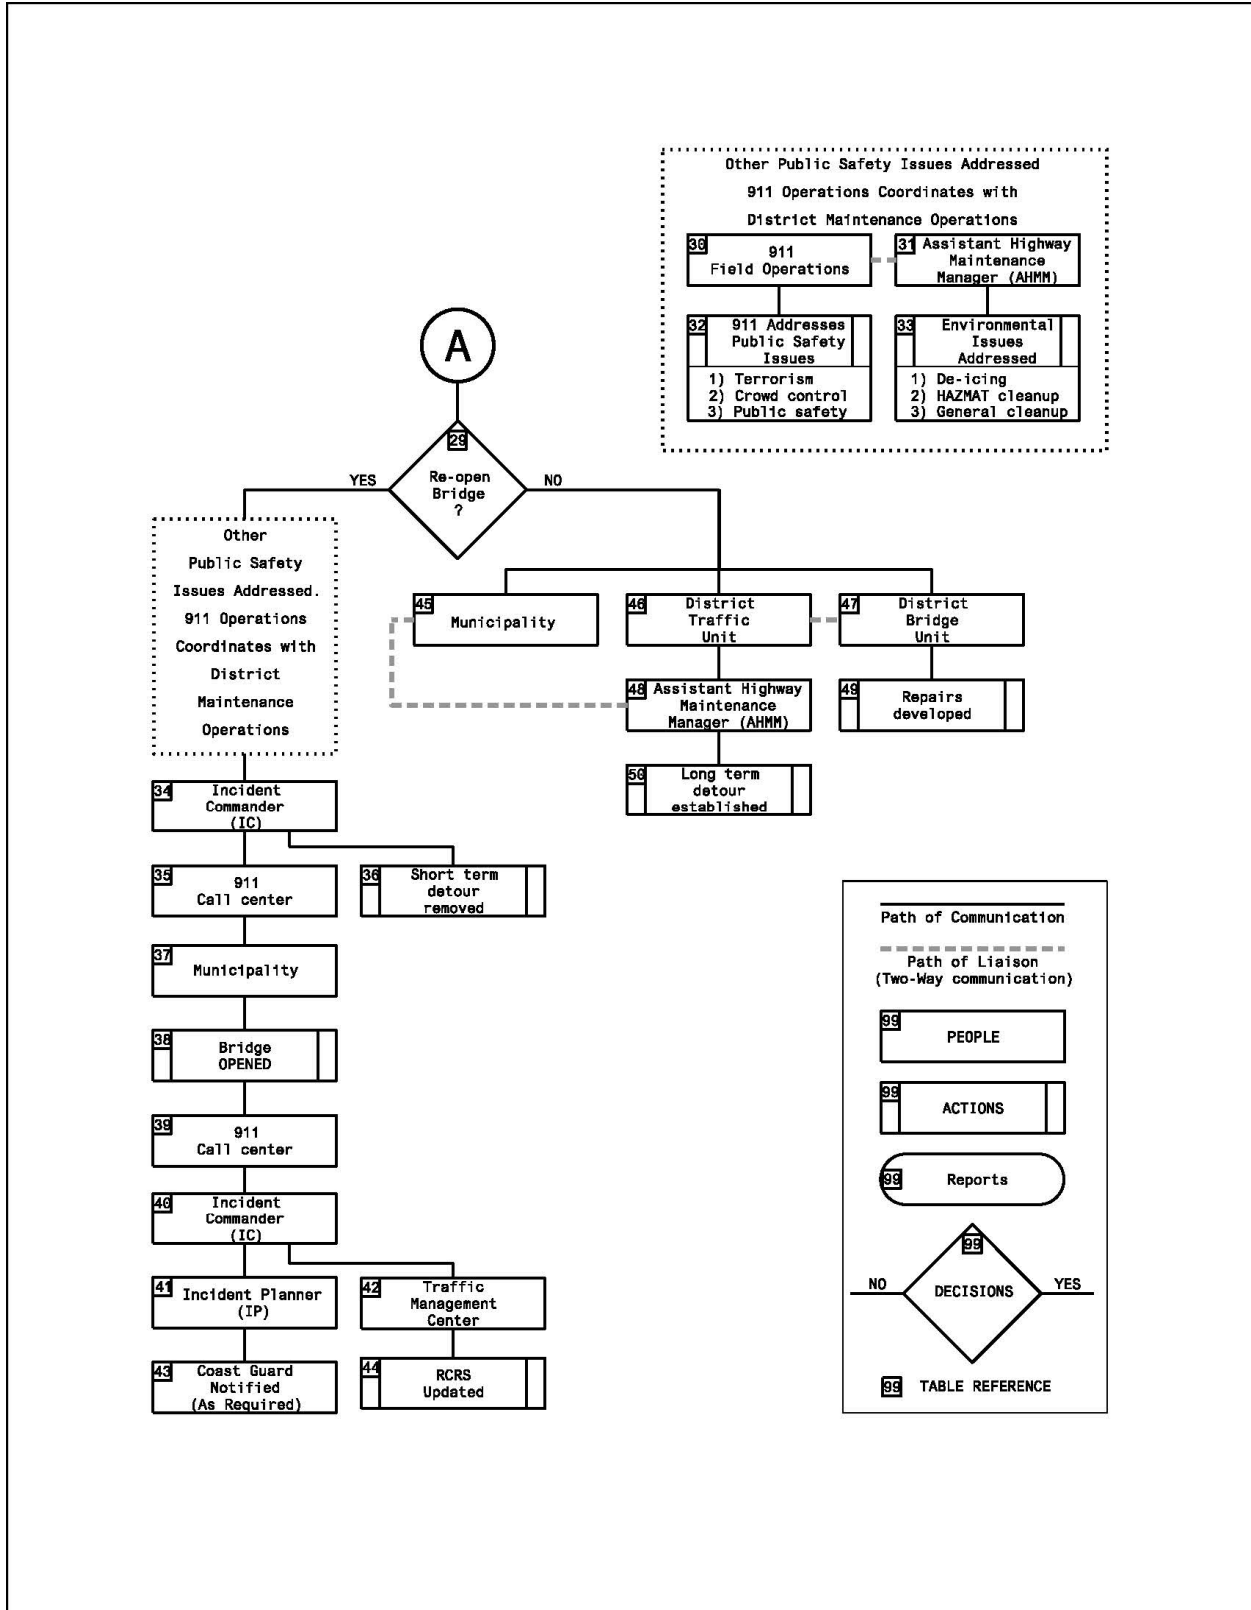 Other Public Safety Issues Addressed
911 Operations Coordinates with
District Maintenance Operations
30
911
Field Operations
31
Assistant Highway
Maintenance
Manager (AHMM)
32
911 Addresses
Public Safety
Issues
1) Terrorism
2) Crowd control
3) Public safety
33
Environmental
Issues
Addressed
1) De-icing
2) HAZMAT cleanup
3) General cleanup
A
29
Re-open
Bridge
?
YES
NO
Other
Public Safety
Issues Addressed.
911 Operations
Coordinates with
District
Maintenance
Operations
45
Municipality
46
District
Traffic
Unit
47
District
Bridge
Unit
48
Assistant Highway
Maintenance
Manager (AHMM)
49
Repairs
developed
50
Long term
detour
established
34
Incident
Commander
(IC)
35
911
Call center
36
Short term
detour
removed
37
Municipality
38
Bridge
OPENED
39
911
Call center
40
Incident
Commander
(IC)
41
Incident Planner
(IP)
42
Traffic
Management
Center
43
Coast Guard
Notified
(As Required)
44
RCRS
Updated
Path of Communication
Path of Liaison
(Two-Way communication)
99
PEOPLE
99
ACTIONS
99
Reports
99
DECISIONS
NO
YES
99
TABLE REFERENCE